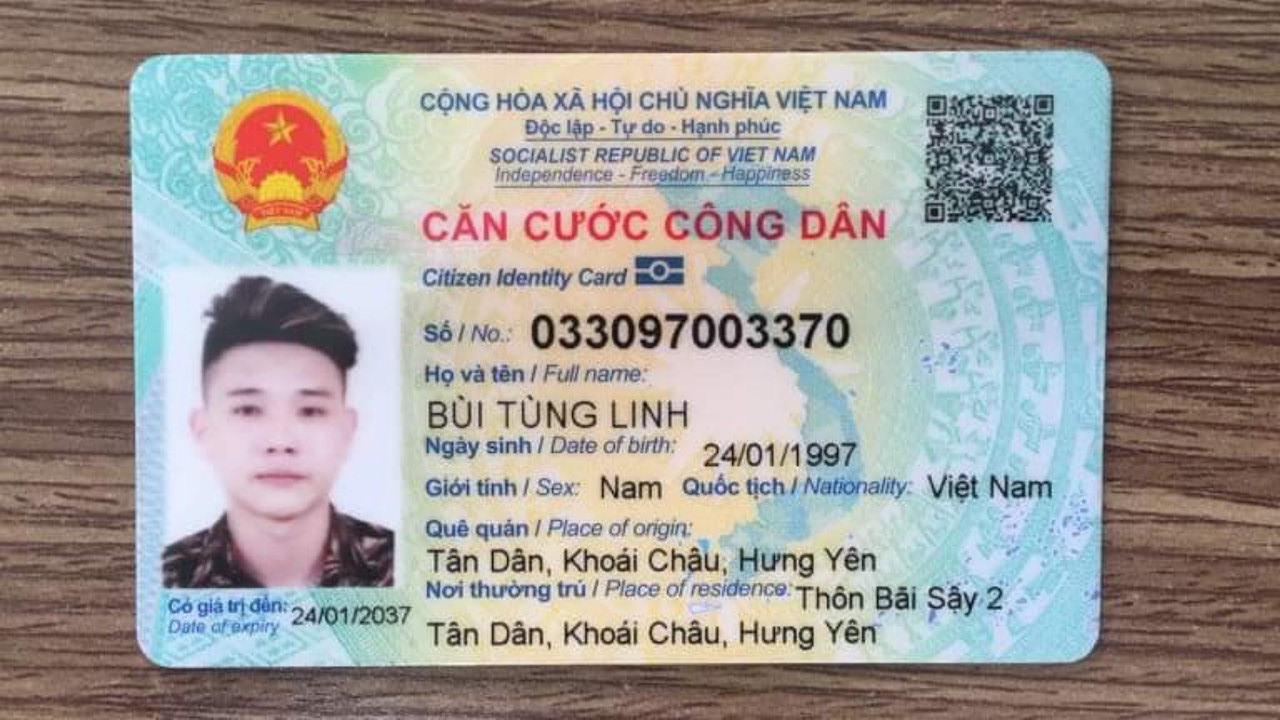 CỘNG HÒA XÃ HỘI CHỦ NGHĨA VIỆT NAM
Độc lập - Tự do - Hạnh phúc
SOCIALIST REPUBLIC OF VIET NAM
Independence - Freedom - Happiness
CĂN CƯỚC CÔNG DÂN
Citizen Identity Card
Số / No.: 033097003370
Họ và tên / Full name:
BÙI TÙNG LINH
Ngày sinh / Date of birth: 24/01/1997
Giới tính / Sex: Nam Quốc tịch / Nationality: Việt Nam
Quê quán / Place of origin:
Tân Dân, Khoái Châu, Hưng Yên
Nơi thường trú / Place of residence: Thôn Bãi Sậy 2
Tân Dân, Khoái Châu, Hưng Yên
Có giá trị đến: 24/01/2037
Date of expiry
VIỆT NAM